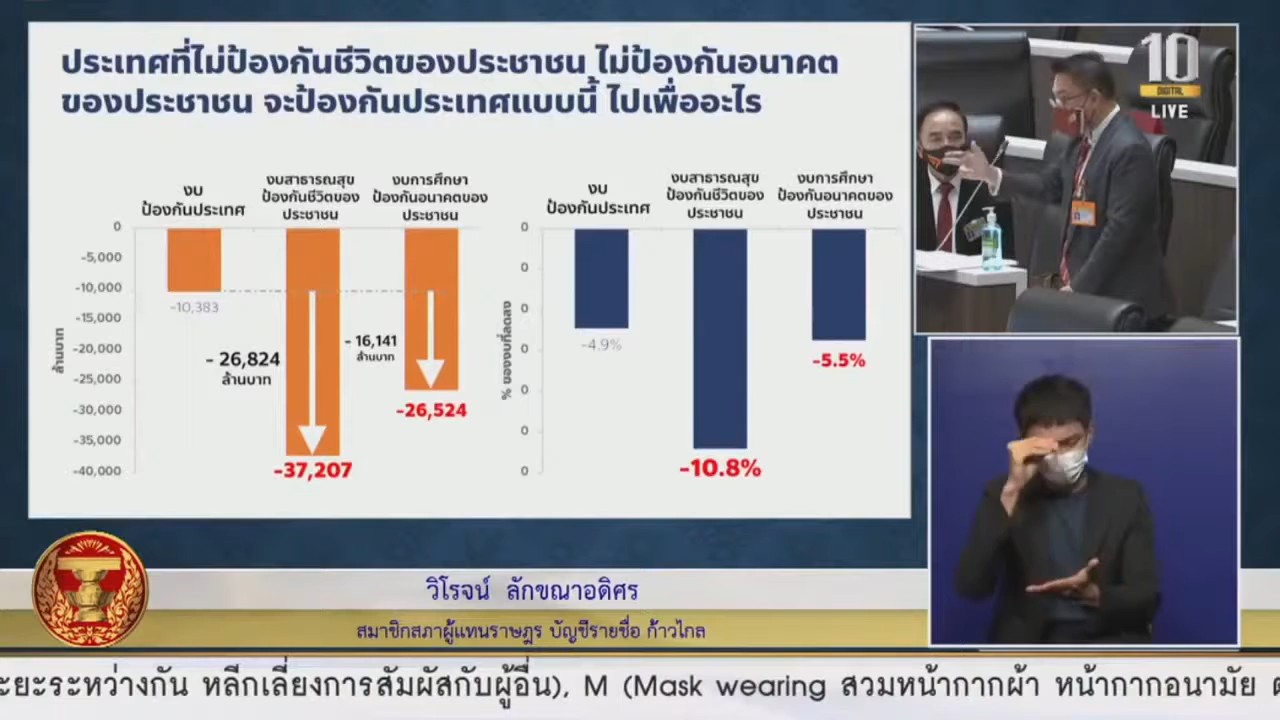 ประเทศที่ไม่ป้องกันชีวิตของประชาชน ไม่ป้องกันอนาคต
ของประชาชน จะป้องกันประเทศแบบนี้ ไปเพื่ออะไร
งบ
ป้องกันประเทศ
งบสาธารณสุข
ป้องกันชีวิตของ
ประชาชน
งบการศึกษา
ป้องกันอนาคตของ
ประชาชน
0
-5,000
-10,000
-15,000
-20,000
-25,000
-30,000
-35,000
-40,000
ล้านบาท
-10,383
- 26,824
ล้านบาท
-37,207
- 16,141
ล้านบาท
-26,524
งบ
ป้องกันประเทศ
งบสาธารณสุข
ป้องกันชีวิตของ
ประชาชน
งบการศึกษา
ป้องกันอนาคตของ
ประชาชน
0
0
0
0
0
0
0
% ของงบที่ลดลง
-4.9%
-10.8%
-5.5%
10
DIGITAL
LIVE
วิโรจน์ ลักขณาอดิศร
สมาชิกสภาผู้แทนราษฎร บัญชีรายชื่อ ก้าวไกล
ะยะระหว่างกัน หลีกเลี่ยงการสัมผัสกับผู้อื่น), M (Mask wearing สวมหน้ากากผ้า หน้ากากอนามัย